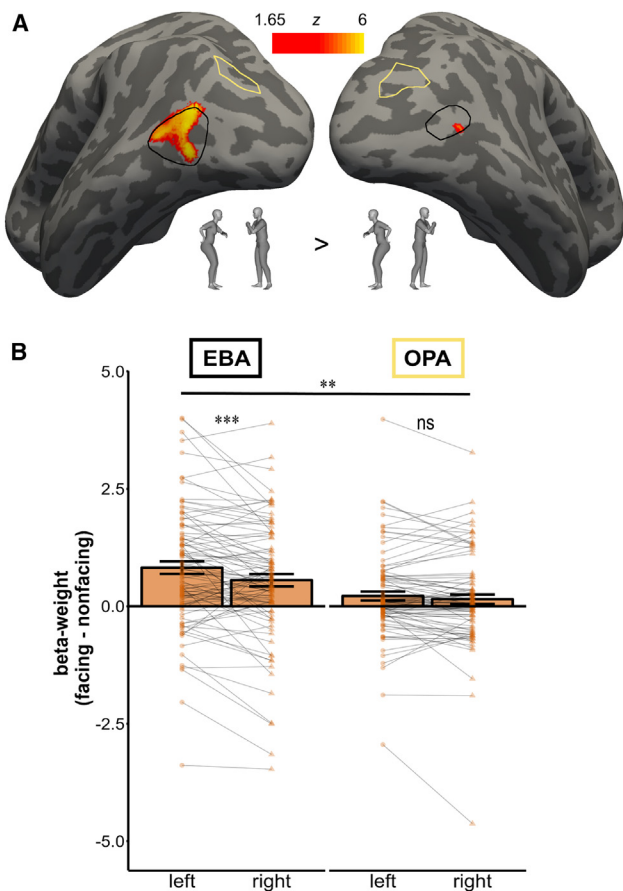 A
1.65 z 6
>
B
EBA OPA
**
*** ns
5.0
2.5
0.0
-2.5
-5.0
beta-weight
(facing - nonfacing)
left right left right